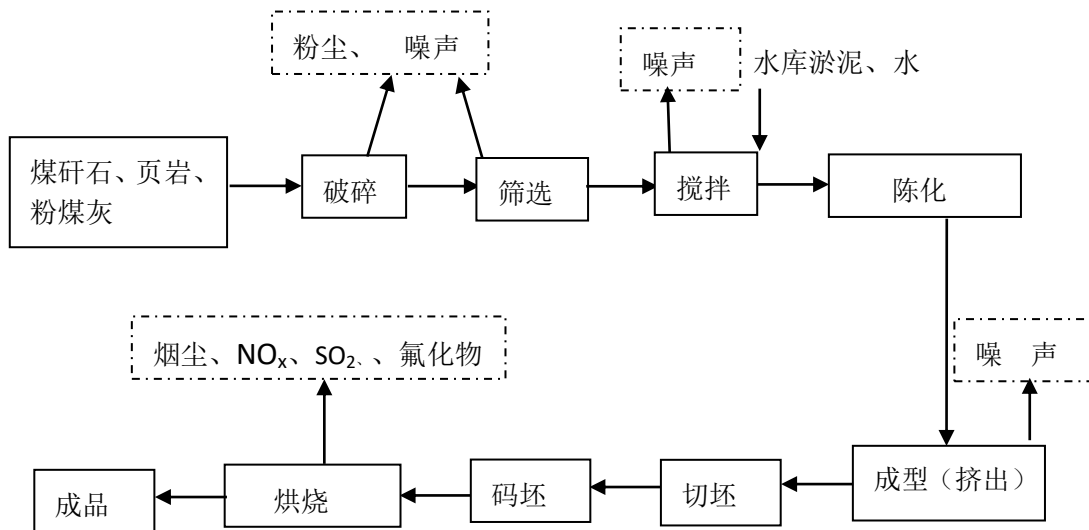 粉尘、 噪声
噪声
水库淤泥、水
煤矸石、页岩、
粉煤灰
破碎
筛选
搅拌
陈化
烟尘、NOx、SO2、、氟化物
噪 声
成品
烘烧
码坯
切坯
成型（挤出）